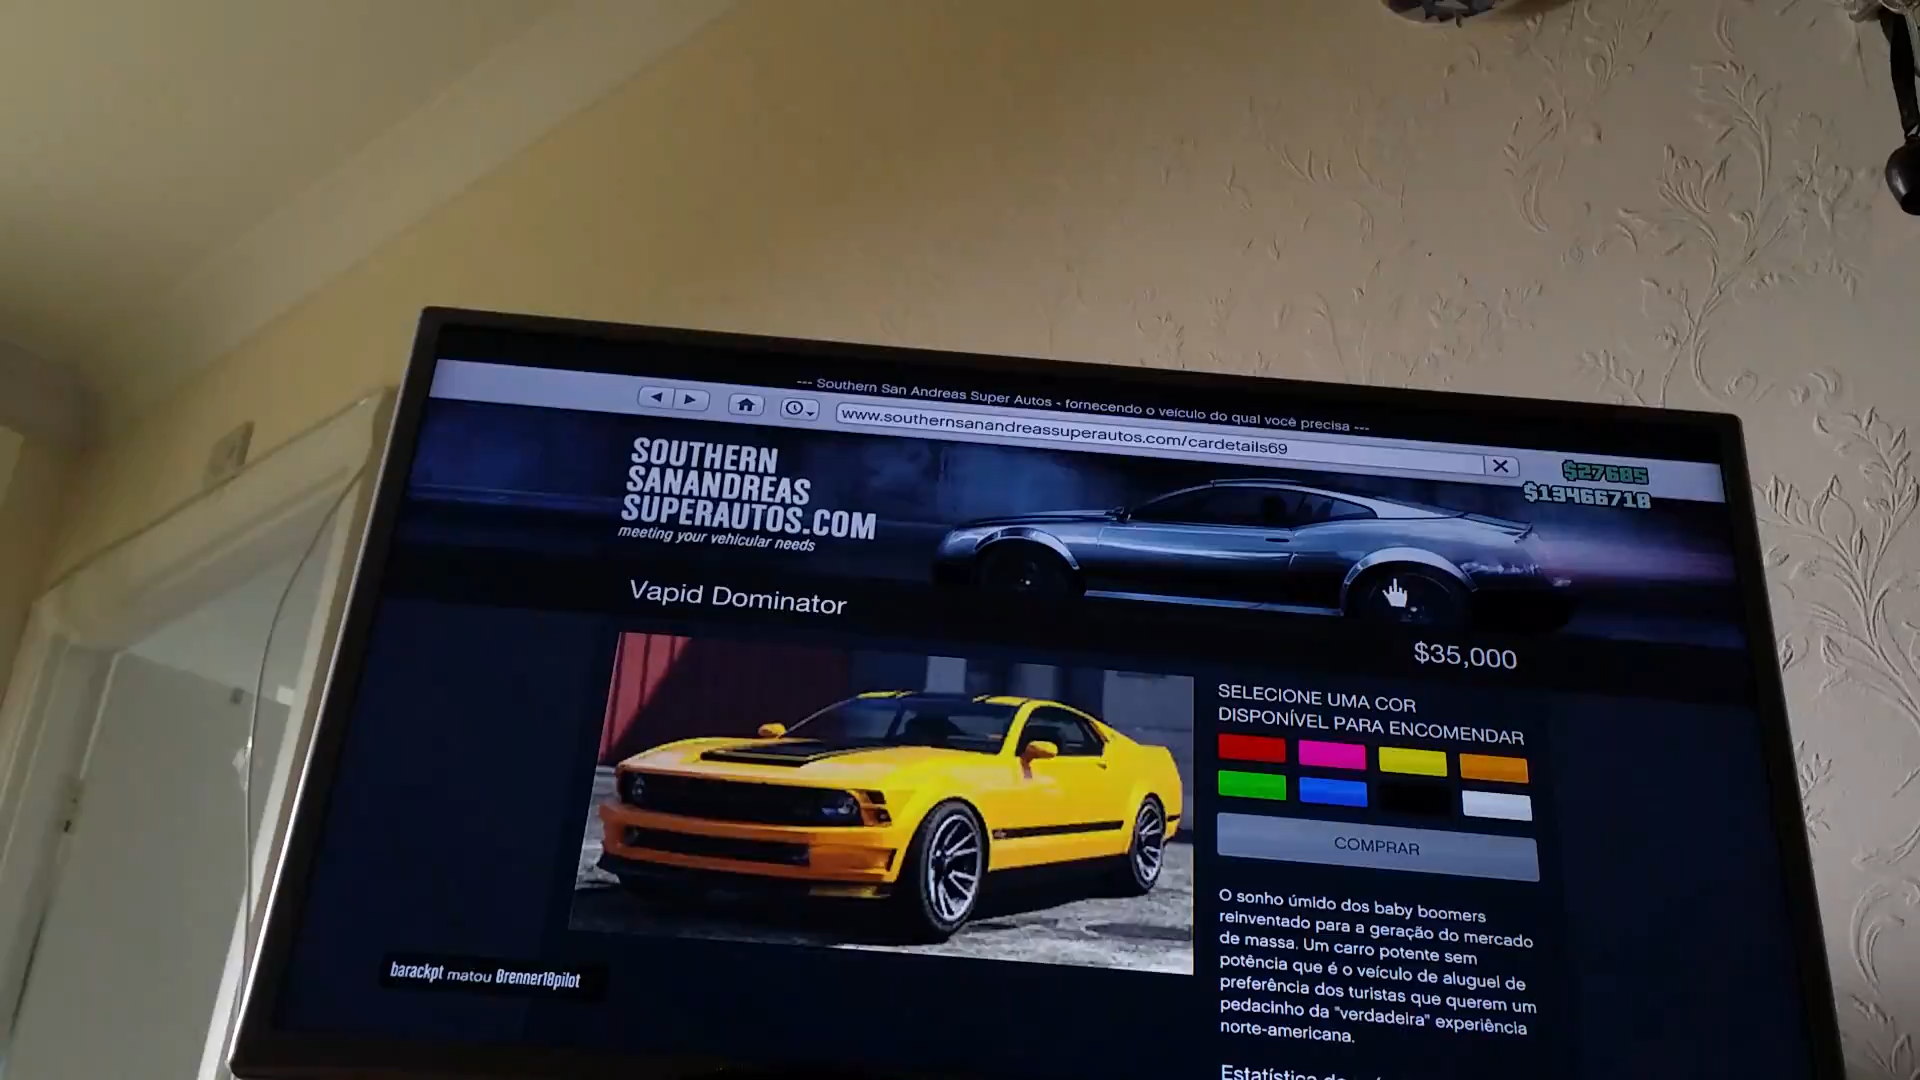 --- Southern San Andreas Super Autos - fornecendo o veículo do qual você precisa ---
www.southernsanandreassuperautos.com/cardetails69
$27685
$13466718
SOUTHERN
SANANDREAS
SUPERAUTOS.COM
meeting your vehicular needs
Vapid Dominator
$35,000
SELECIONE UMA COR
DISPONÍVEL PARA ENCOMENDAR
COMPRAR
O sonho úmido dos baby boomers
reinventado para a geração do mercado
de massa. Um carro potente sem
potência que é o veículo de aluguel de
preferência dos turistas que querem um
pedacinho da "verdadeira" experiência
norte-americana.
barackpt matou Brenner18pilot